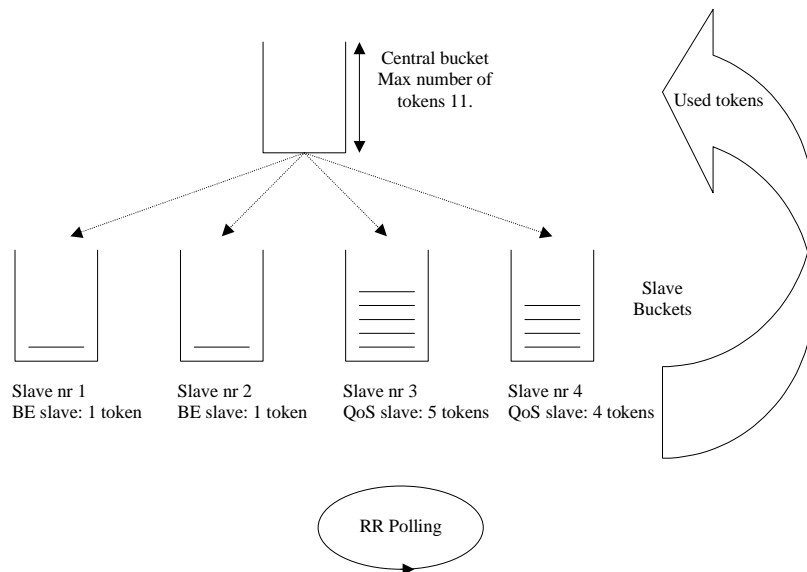 Central bucket
Max number of
tokens 11.
Used tokens
Slave
Buckets
Slave nr 1
BE slave: 1 token
Slave nr 2
BE slave: 1 token
Slave nr 3
QoS slave: 5 tokens
Slave nr 4
QoS slave: 4 tokens
RR Polling